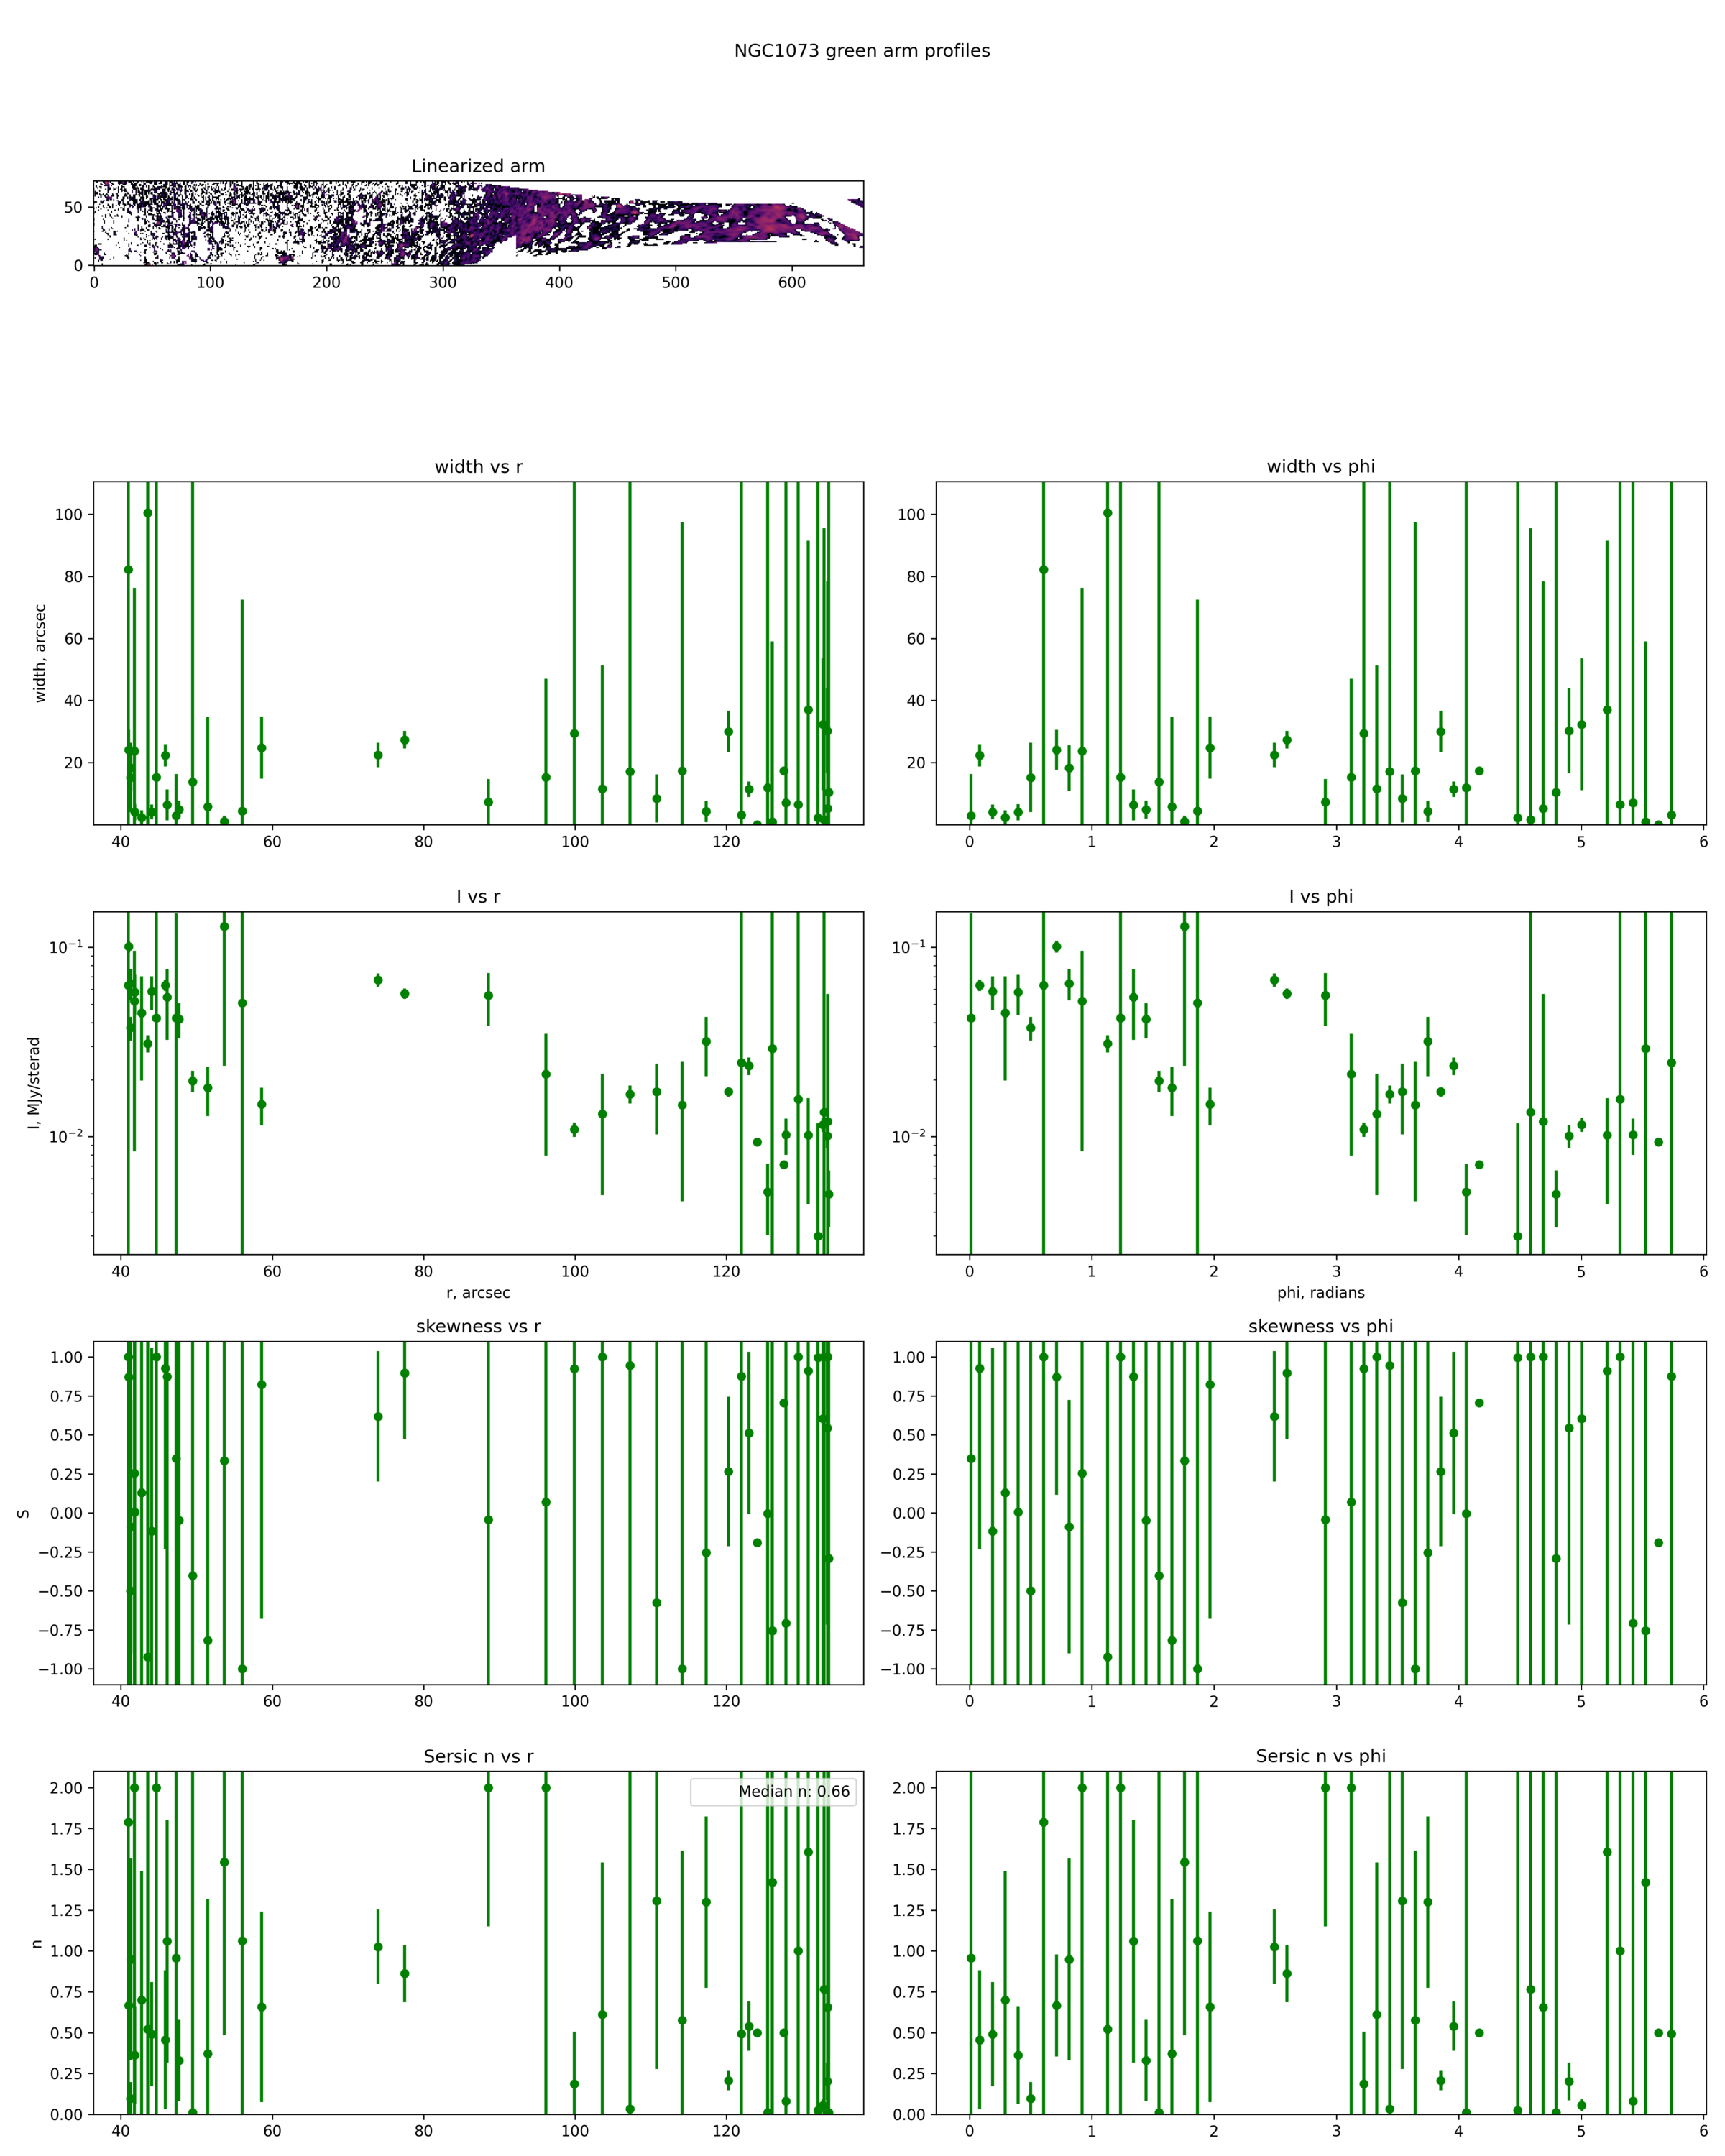 NGC1073 green arm profiles
Linearized arm
50
0
0 100 200 300 400 500 600
width vs r
width vs phi
width, arcsec
100
80
60
40
20
40 60 80 100 120
100
80
60
40
20
0 1 2 3 4 5 6
I vs r
I vs phi
I, MJy/sterad
10⁻¹
10⁻²
40 60 80 100 120
r, arcsec
10⁻¹
10⁻²
0 1 2 3 4 5 6
phi, radians
skewness vs r
skewness vs phi
S
1.00
0.75
0.50
0.25
0.00
−0.25
−0.50
−0.75
−1.00
40 60 80 100 120
1.00
0.75
0.50
0.25
0.00
−0.25
−0.50
−0.75
−1.00
0 1 2 3 4 5 6
Sersic n vs r
Sersic n vs phi
n
2.00
1.75
1.50
1.25
1.00
0.75
0.50
0.25
0.00
Median n: 0.66
40 60 80 100 120
2.00
1.75
1.50
1.25
1.00
0.75
0.50
0.25
0.00
0 1 2 3 4 5 6